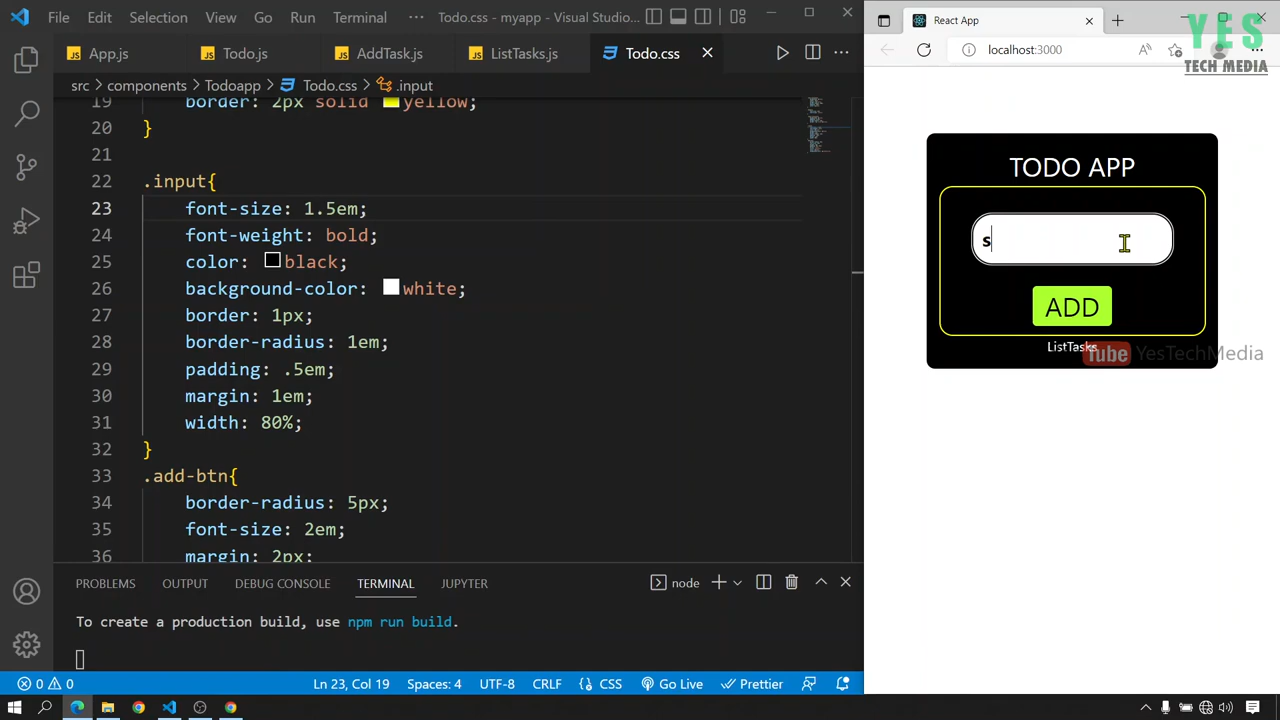 File Edit Selection View Go Run Terminal ··· Todo.css - myapp - Visual Studio...
App.js Todo.js AddTask.js ListTasks.js Todo.css
src > components > Todoapp > Todo.css > .input
19 border: 2px solid yellow;
20 }
21
22 .input{
23 font-size: 1.5em;
24 font-weight: bold;
25 color: black;
26 background-color: white;
27 border: 1px;
28 border-radius: 1em;
29 padding: .5em;
30 margin: 1em;
31 width: 80%;
32 }
33 .add-btn{
34 border-radius: 5px;
35 font-size: 2em;
36 margin: 2px;
PROBLEMS OUTPUT DEBUG CONSOLE TERMINAL JUPYTER
node
To create a production build, use npm run build.
0 0 Ln 23, Col 19 Spaces: 4 UTF-8 CRLF {} CSS Go Live Prettier
React App
localhost:3000
YES
TECH MEDIA
TODO APP
s
ADD
ListTasks
Tube YesTechMedia